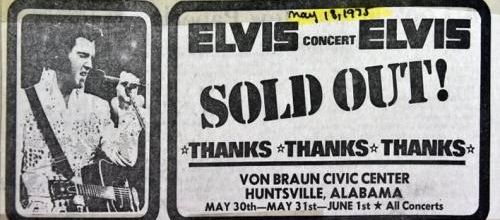 may 18, 1975
ELVIS CONCERT ELVIS
SOLD OUT!
☆THANKS ☆THANKS☆THANKS☆
VON BRAUN CIVIC CENTER
HUNTSVILLE, ALABAMA
MAY 30th—MAY 31st—JUNE 1st ★ All Concerts